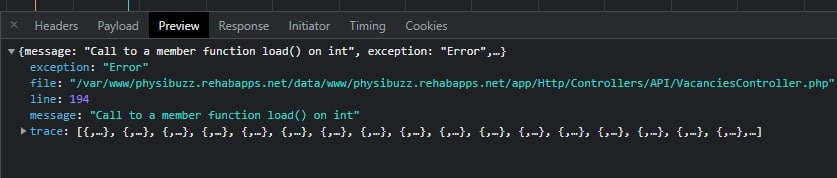 × Headers Payload Preview Response Initiator Timing Cookies
▼{message: "Call to a member function load() on int", exception: "Error",…}
exception: "Error"
file: "/var/www/physibuzz.rehabapps.net/data/www/physibuzz.rehabapps.net/app/Http/Controllers/API/VacanciesController.php"
line: 194
message: "Call to a member function load() on int"
▶trace: [{,…}, {,…}, {,…}, {,…}, {,…}, {,…}, {,…}, {,…}, {,…}, {,…}, {,…}, {,…}, {,…}, {,…}, {,…}, {,…}, {,…},…]